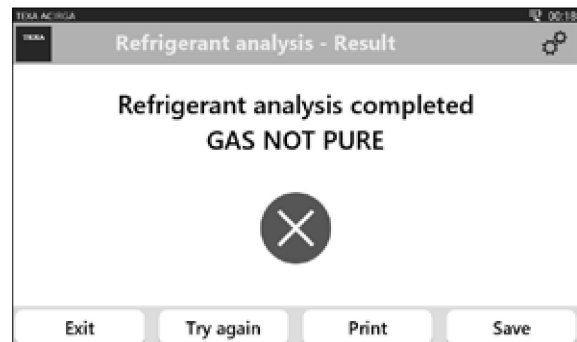 TEXA ACIRGA
00:18
TEXA
Refrigerant analysis - Result
Refrigerant analysis completed
GAS NOT PURE
Exit
Try again
Print
Save